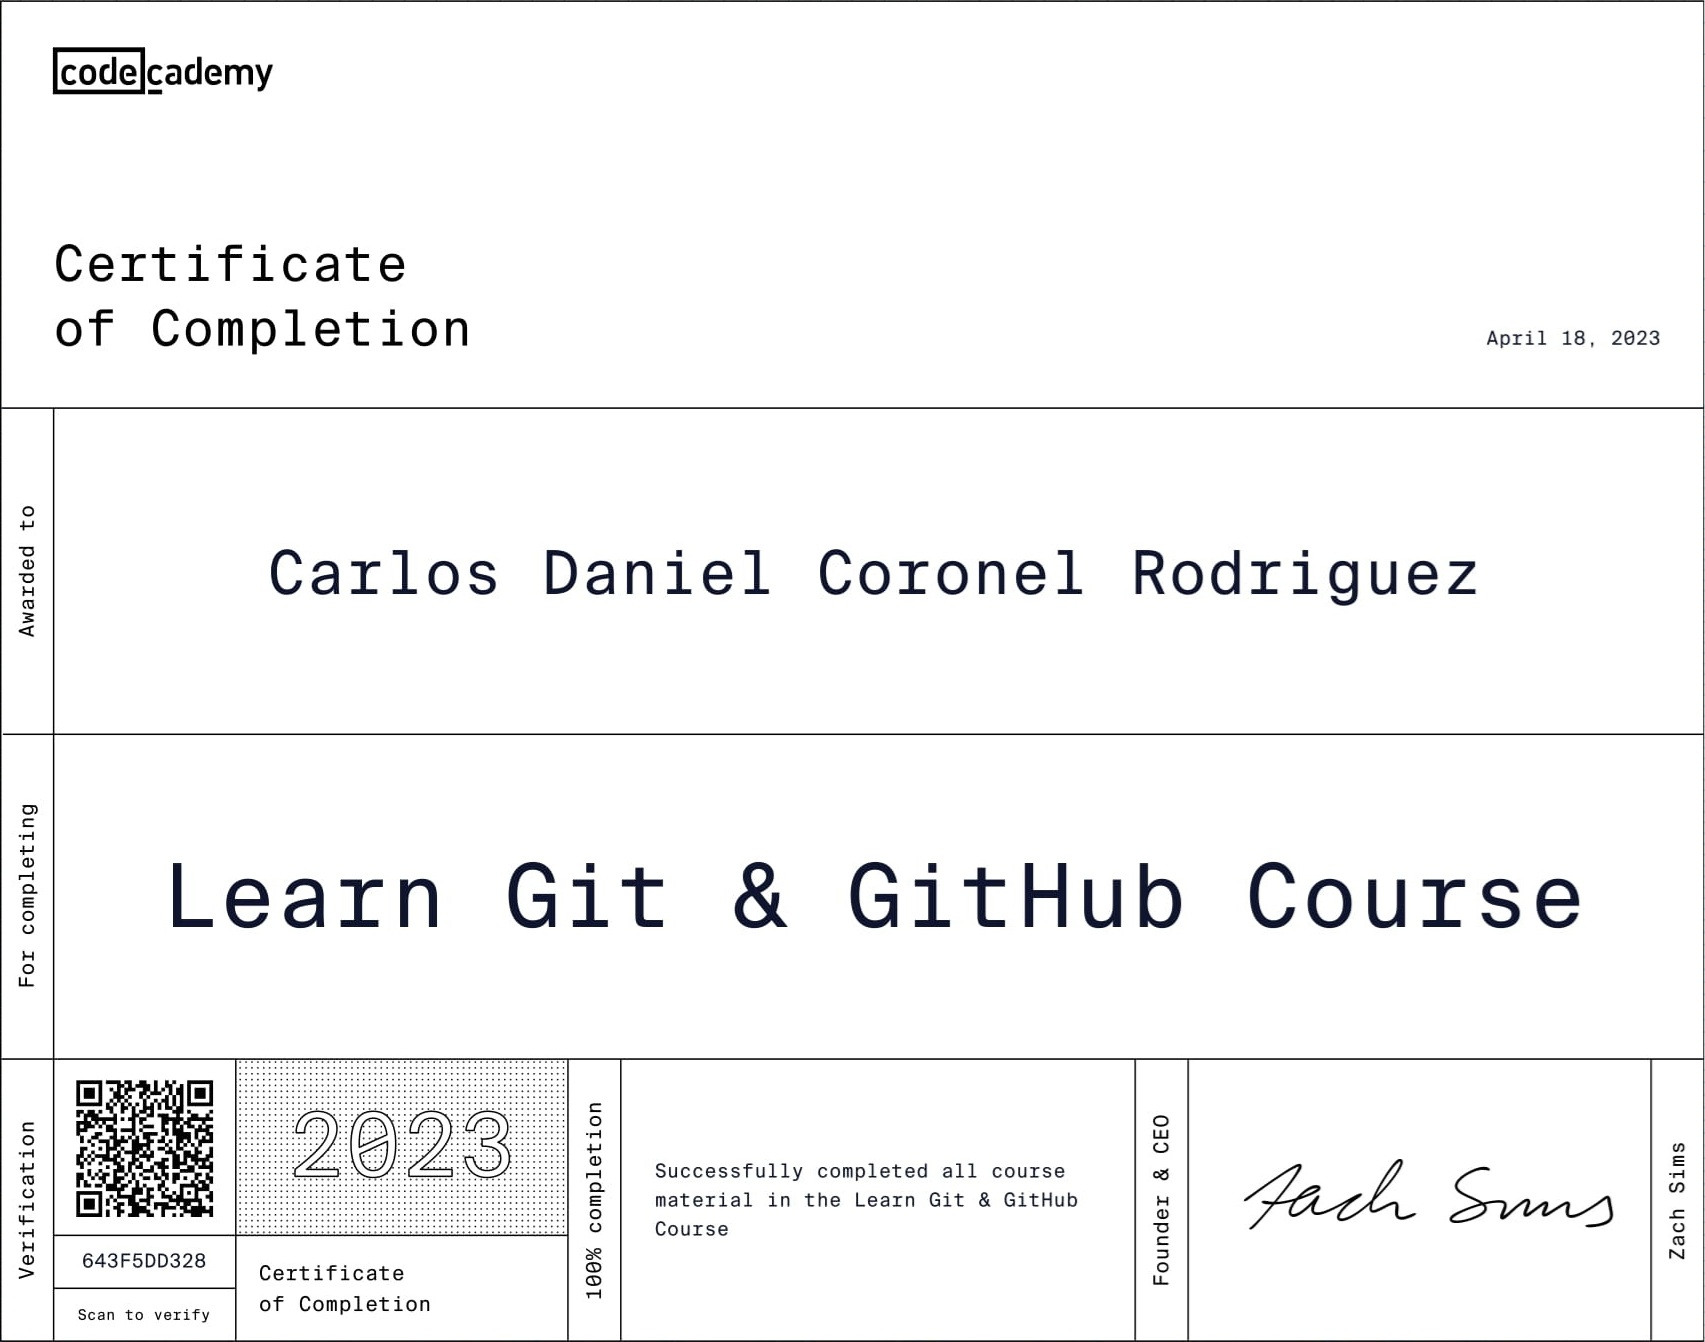 codecademy
Certificate
of Completion
April 18, 2023
Awarded to
Carlos Daniel Coronel Rodriguez
For completing
Learn Git & GitHub Course
Verification
643F5DD328
Scan to verify
2023
Certificate
of Completion
100% completion
Successfully completed all course
material in the Learn Git & GitHub
Course
Founder & CEO
Zach Sims
Zach Sims